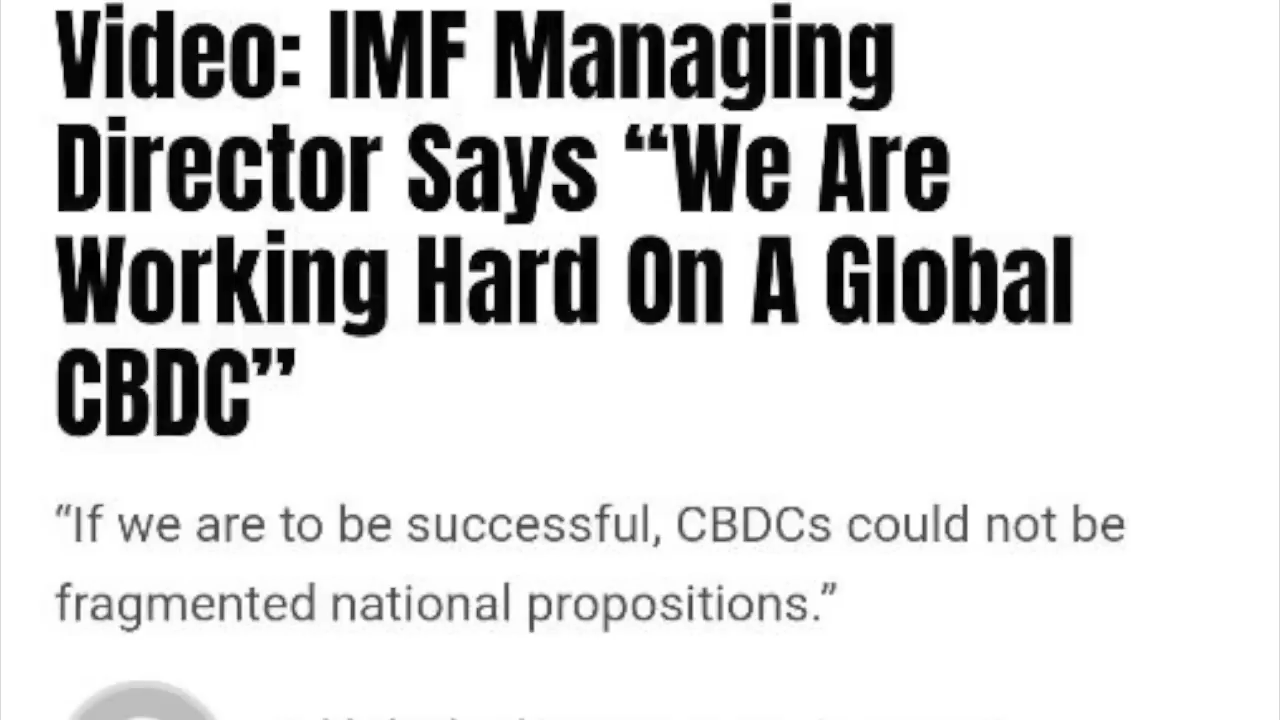 Video: IMF Managing
Director Says “We Are
Working Hard On A Global
CBDC”
“If we are to be successful, CBDCs could not be
fragmented national propositions.”